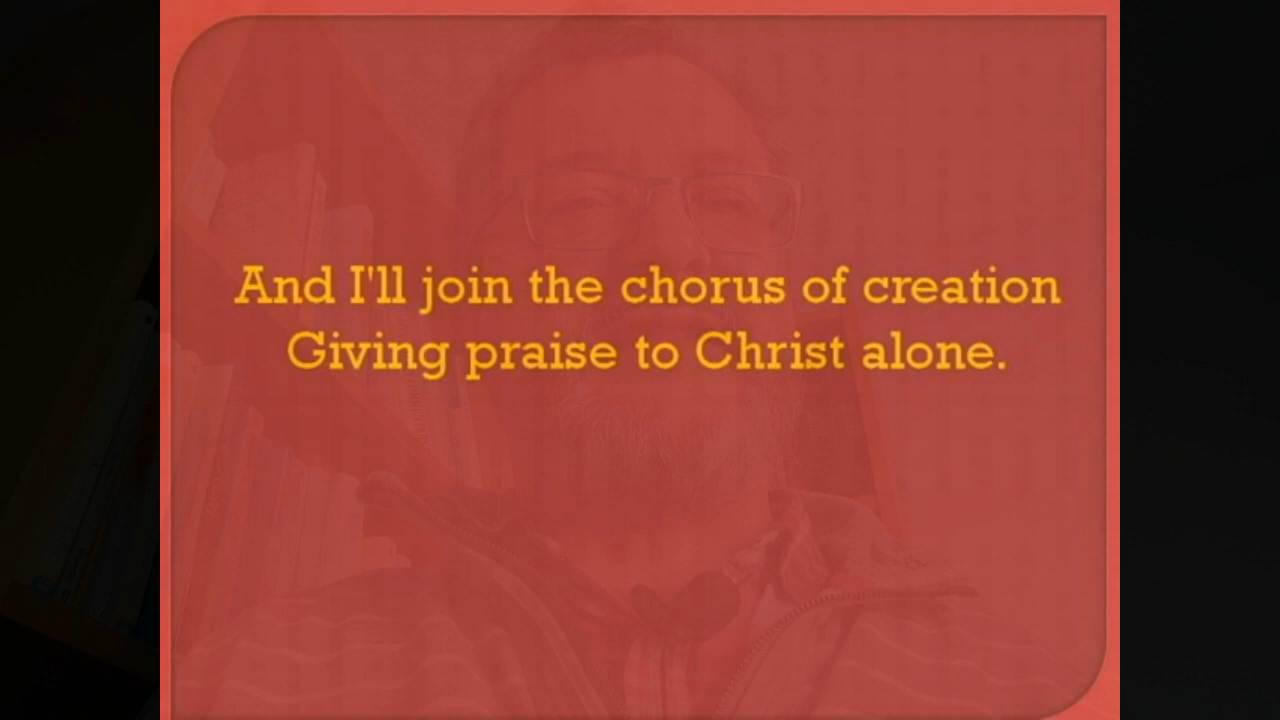 And I'll join the chorus of creation
Giving praise to Christ alone.